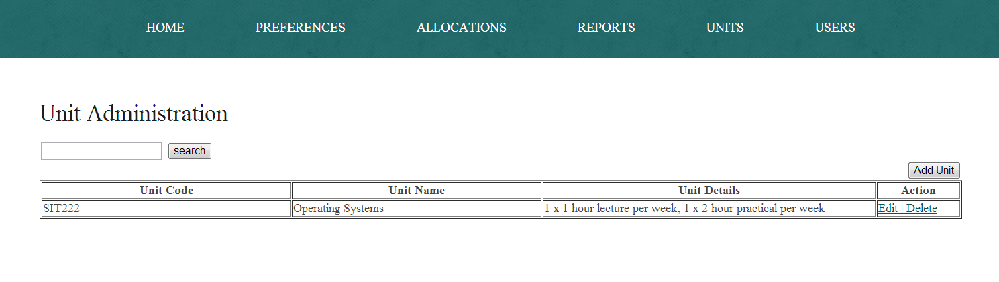 HOME PREFERENCES ALLOCATIONS REPORTS UNITS USERS
Unit Administration
search
Add Unit
Unit Code Unit Name Unit Details Action
SIT222 Operating Systems 1 x 1 hour lecture per week, 1 x 2 hour practical per week Edit | Delete